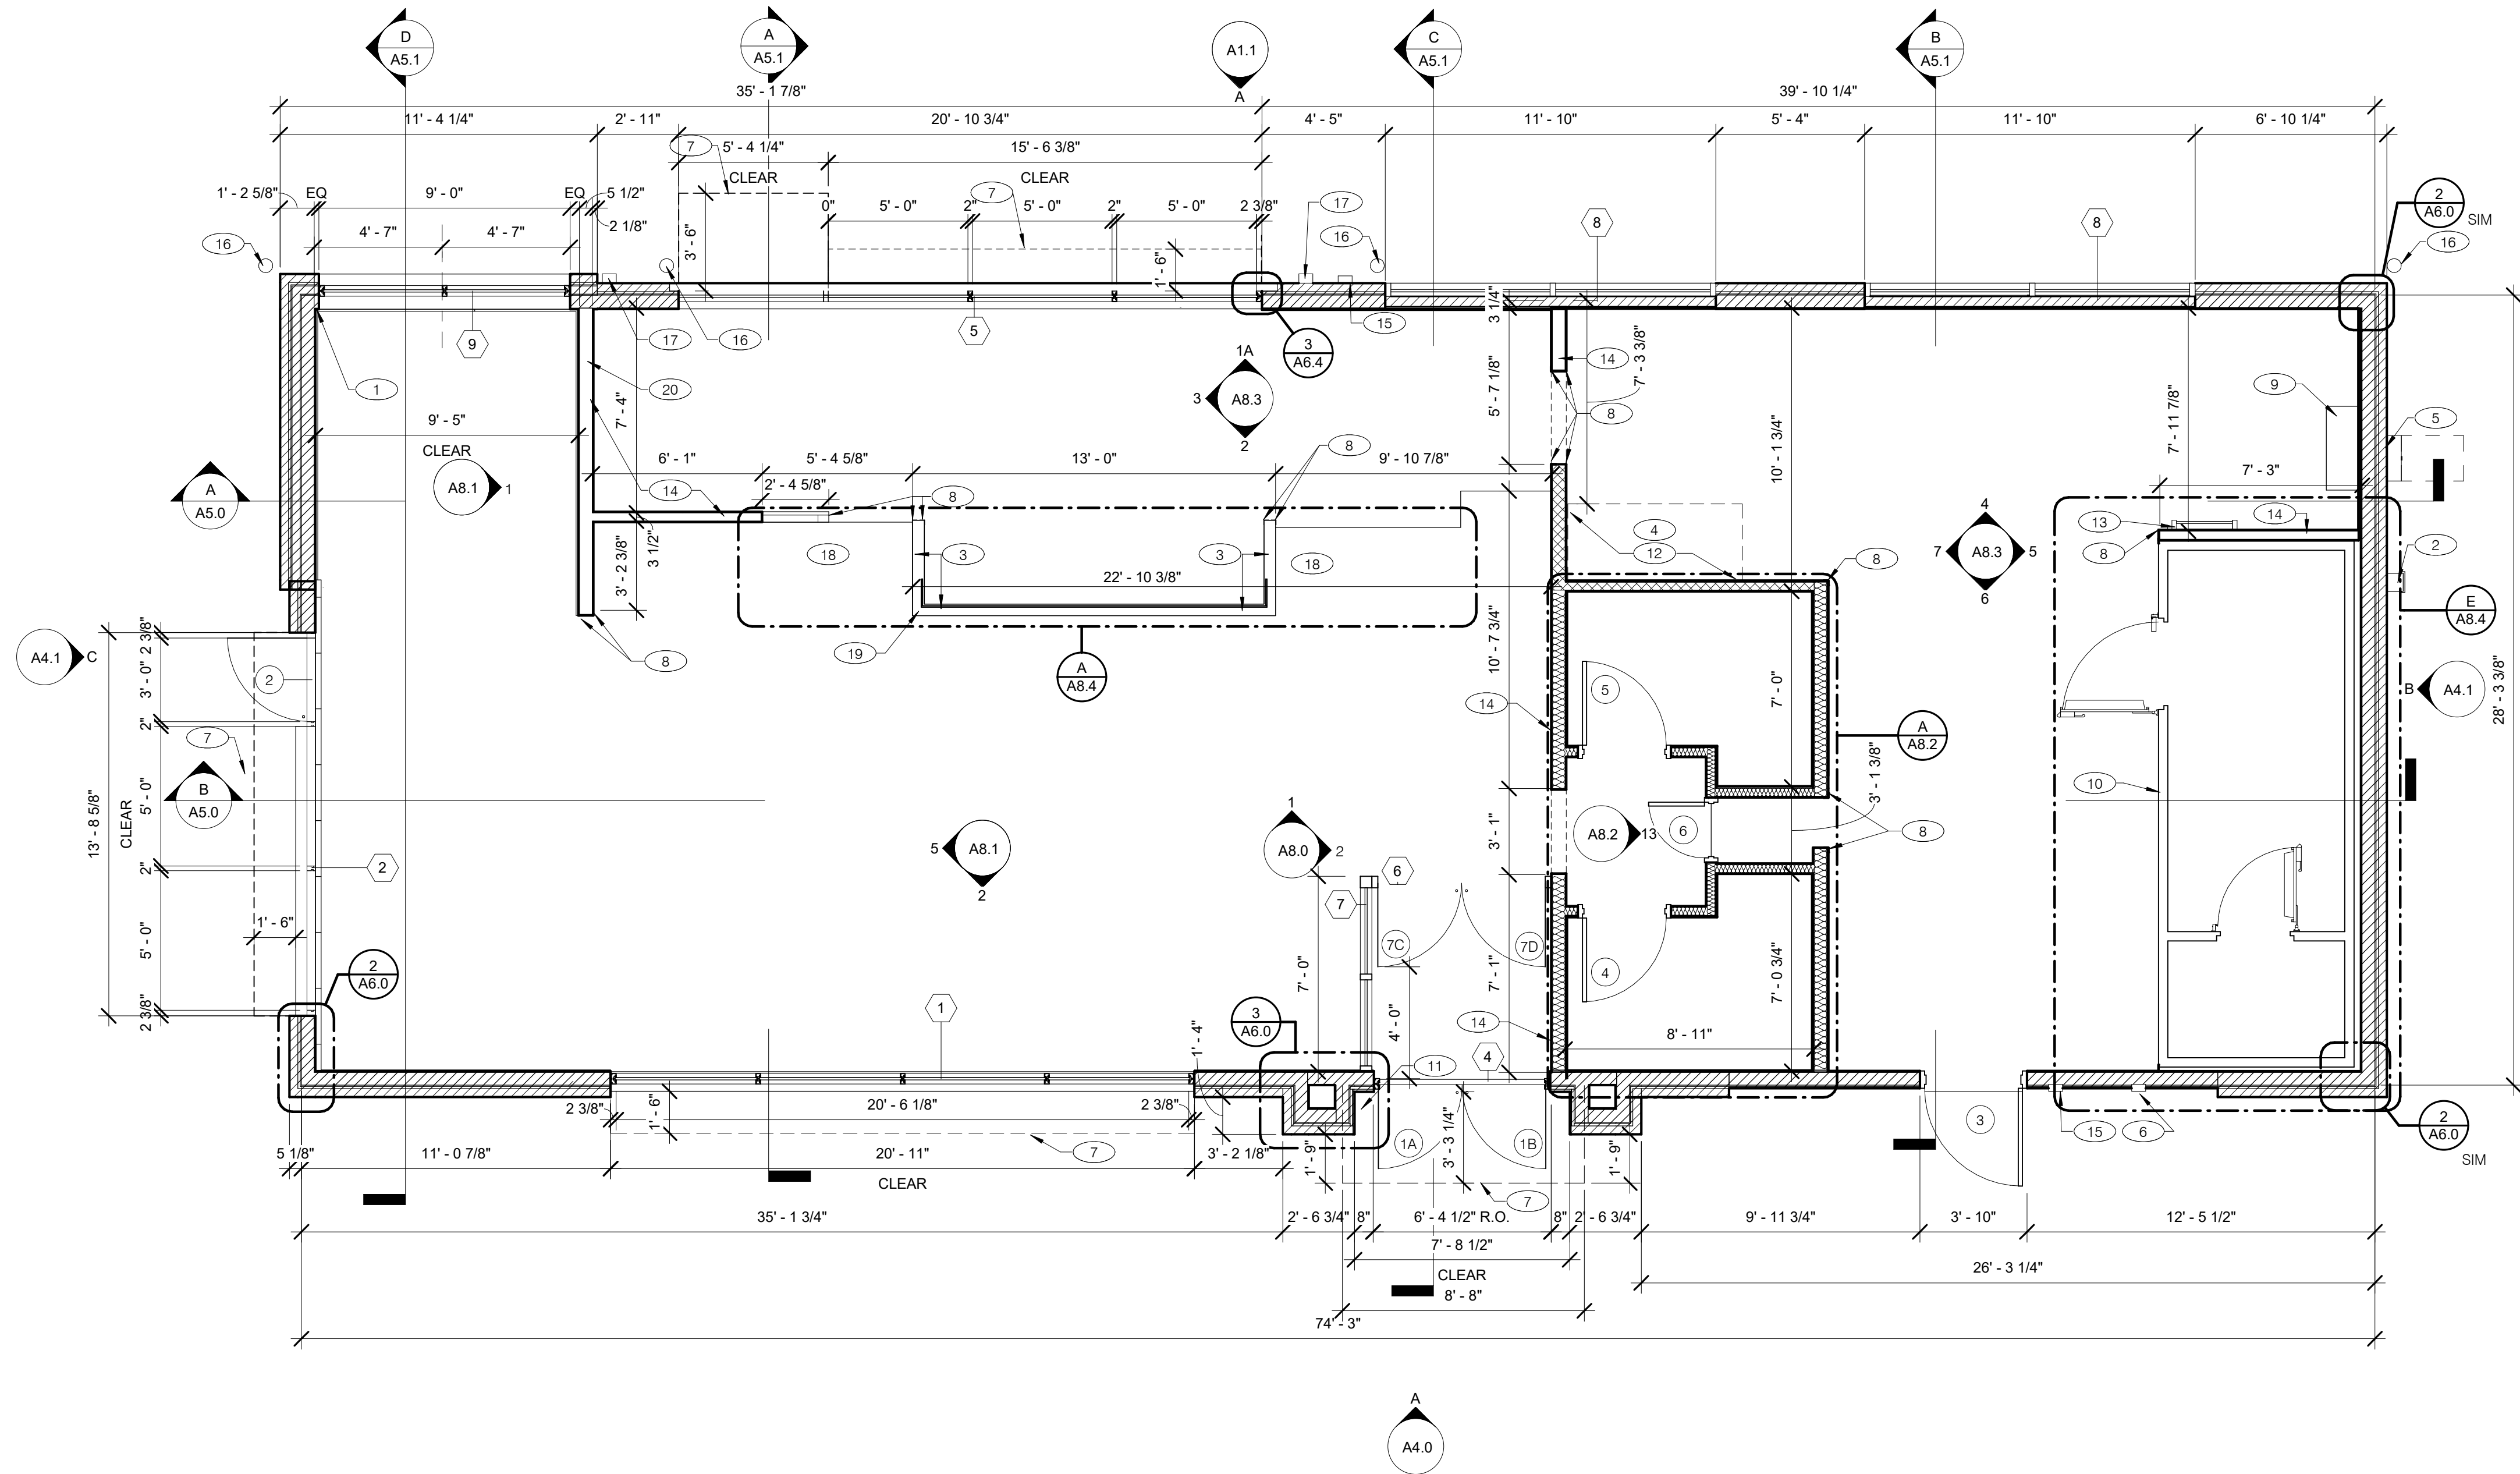 D
A5.1
A
A5.1
A1.1
A
C
A5.1
B
A5.1
35' - 1 7/8"
39' - 10 1/4"
11' - 4 1/4"
2' - 11"
20' - 10 3/4"
4' - 5"
11' - 10"
5' - 4"
11' - 10"
6' - 10 1/4"
7
5' - 4 1/4"
CLEAR
15' - 6 3/8"
CLEAR
1' - 2 5/8"
EQ
9' - 0"
EQ
5 1/2"
2 1/8"
7
0"
5' - 0"
2"
5' - 0"
2"
5' - 0"
2 3/8"
17
16
8
8
2
A6.0
SIM
16
16
4' - 7"
4' - 7"
3' - 6"
1' - 6"
9
17
16
5
3
A6.4
15
3 1/4"
1
20
1A
3
A8.3
2
14
7' - 3 3/8"
5' - 7 1/8"
8
9
5
7' - 11 7/8"
9' - 5"
CLEAR
7' - 4"
A8.1
1
6' - 1"
5' - 4 5/8"
13' - 0"
8
9' - 10 7/8"
10' - 1 3/4"
7' - 3"
A
A5.0
14
2' - 4 5/8"
8
4
12
4
7
A8.3
5
6
13
14
8
2
18
3
3
18
3 1/2"
3' - 2 3/8"
22' - 10 3/8"
8
E
A8.4
A4.1
C
8
19
A
A8.4
10' - 7 3/4"
2 3/8"
3' - 0"
2
2"
5
7' - 0"
14
A
A8.2
B
A4.1
28' - 3 3/8"
7
B
A5.0
13' - 8 5/8"
CLEAR
5' - 0"
2"
2
5' - 0"
1' - 6"
2 3/8"
5
A8.1
2
1
A8.0
2
6
7
3' - 1"
A8.2
13
6
3' - 1 3/8"
8
10
2
A6.0
7C
7D
7' - 0"
4' - 0"
7' - 1"
4
7' - 0 3/4"
1
3
A6.0
14
8' - 11"
1' - 4"
11
4
2 3/8"
1' - 6"
20' - 6 1/8"
2 3/8"
7
1A
1B
3' - 3 1/4"
1' - 9"
1' - 9"
3
15
6
2
A6.0
SIM
5 1/8"
11' - 0 7/8"
20' - 11"
CLEAR
3' - 2 1/8"
7
35' - 1 3/4"
2' - 6 3/4"
8"
6' - 4 1/2" R.O.
8"
2' - 6 3/4"
9' - 11 3/4"
3' - 10"
12' - 5 1/2"
7' - 8 1/2"
CLEAR
26' - 3 1/4"
8' - 8"
74' - 3"
A
A4.0